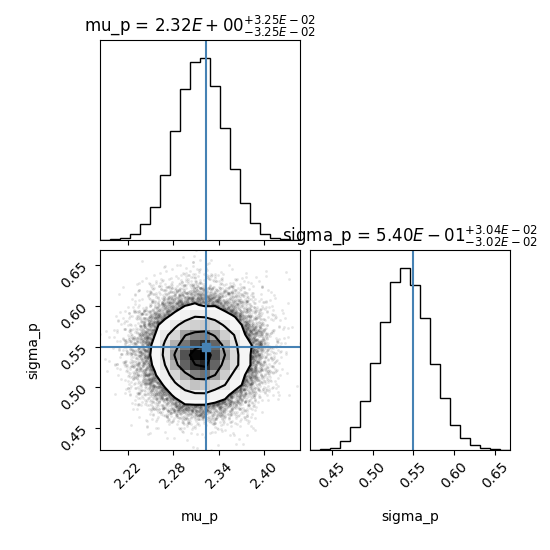 mu_p = 2.32E + 00+3.25E − 02 −3.25E − 02
sigma_p = 5.40E − 01+3.04E − 02 −3.02E − 02
sigma_p
0.65
0.60
0.55
0.50
0.45
2.22 2.28 2.34 2.40
mu_p
0.45 0.50 0.55 0.60 0.65
sigma_p